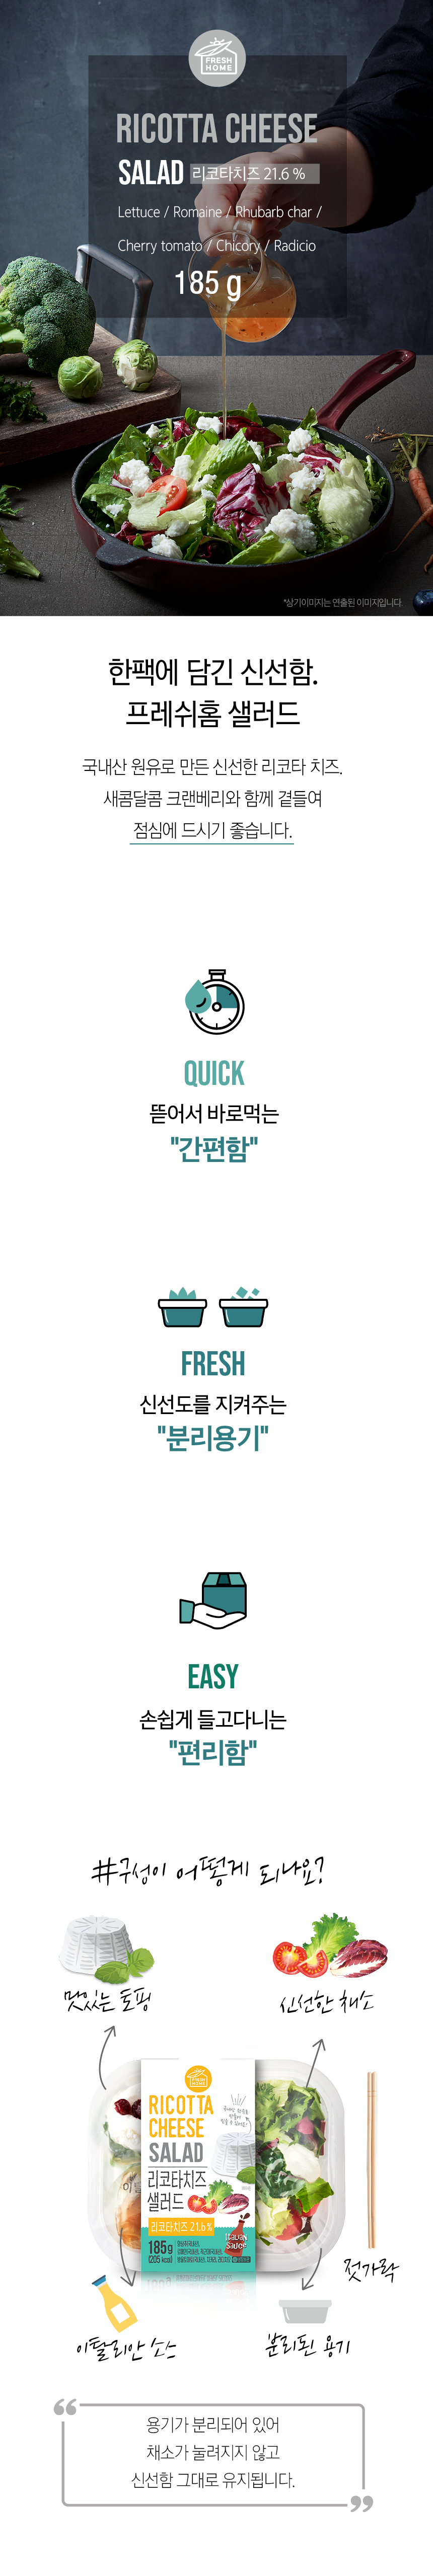 FRESH
HOME
RICOTTA CHEESE
SALAD 리코타치즈 21.6 %
Lettuce / Romaine / Rhubarb char /
Cherry tomato / Chicory / Radicio
185 g
*상기이미지는 연출된 이미지입니다.
한팩에 담긴 신선함.
프레쉬홈 샐러드
국내산 원유로 만든 신선한 리코타 치즈.
새콤달콤 크랜베리와 함께 곁들여
점심에 드시기 좋습니다.
QUICK
뜯어서 바로먹는
"간편함"
FRESH
신선도를 지켜주는
"분리용기"
EASY
손쉽게 들고다니는
"편리함"
#구성이 어떻게 되나요?
맛있는 토핑
신선한 채소
FRESH
HOME
RICOTTA
CHEESE
SALAD
리코타치즈
샐러드
리코타치즈 21.6%
185g
(205 kcal)
Italian
Sauce
젓가락
이탈리안 소스
분리된 용기
용기가 분리되어 있어
채소가 눌려지지 않고
신선함 그대로 유지됩니다.